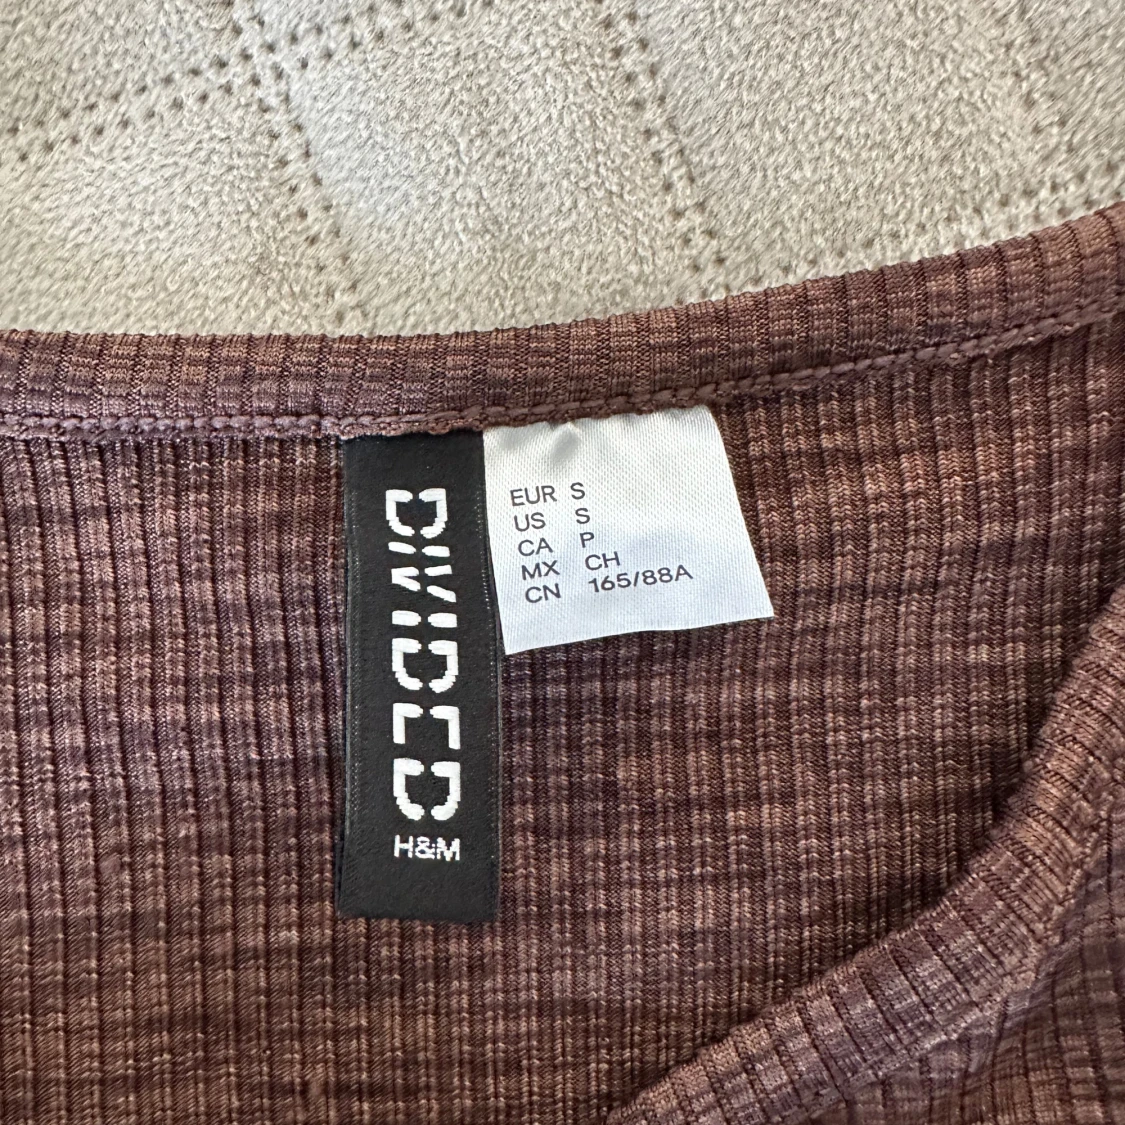 DIVIDED
H&M
EUR S
US S
CA P
MX CH
CN 165/88A